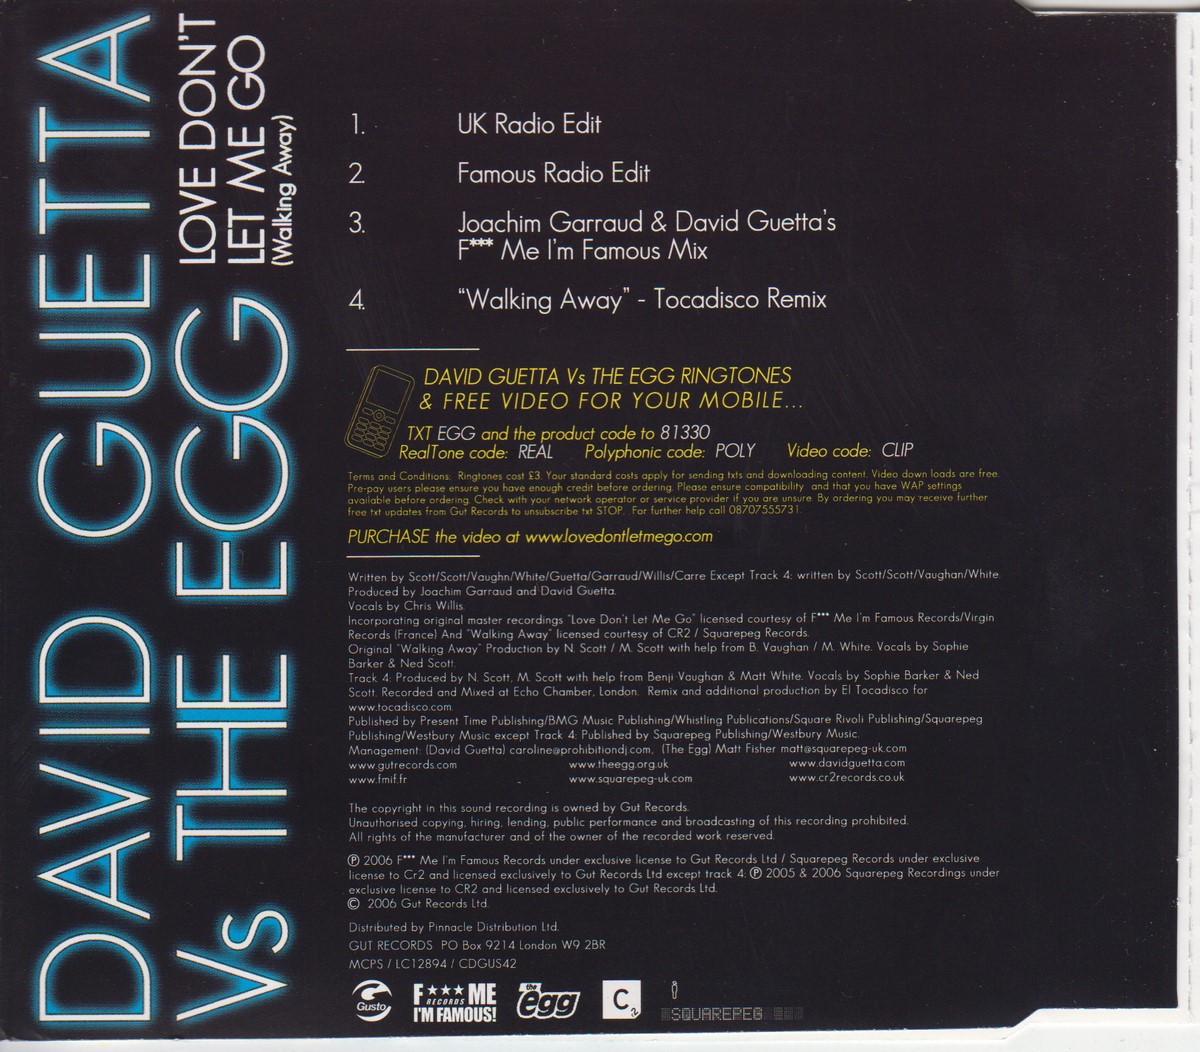 DAVID GUETTA
Vs THE EGG
LOVE DON'T
LET ME GO
(Walking Away)
1. UK Radio Edit
2. Famous Radio Edit
3. Joachim Garraud & David Guetta's
F*** Me I'm Famous Mix
4. "Walking Away" - Tocadisco Remix
DAVID GUETTA Vs THE EGG RINGTONES
& FREE VIDEO FOR YOUR MOBILE...
TXT EGG and the product code to 81330
RealTone code: REAL Polyphonic code: POLY Video code: CLIP
Terms and Conditions: Ringtones cost £3. Your standard costs apply for sending txts and downloading content. Video down loads are free.
Pre-pay users please ensure you have enough credit before ordering. Please ensure compatibility and that you have WAP settings
available before ordering. Check with your network operator or service provider if you are unsure. By ordering you may receive further
free txt updates from Gut Records to unsubscribe txt STOP. For further help call 08707555731.
PURCHASE the video at www.lovedontletmego.com
Written by Scott/Scott/Vaughn/White/Guetta/Garraud/Willis/Carre Except Track 4: written by Scott/Scott/Vaughan/White.
Produced by Joachim Garraud and David Guetta.
Vocals by Chris Willis.
Incorporating original master recordings "Love Don't Let Me Go" licensed courtesy of F*** Me I'm Famous Records/Virgin
Records (France) And "Walking Away" licensed courtesy of CR2 / Squarepeg Records.
Original "Walking Away" Production by N. Scott / M. Scott with help from B. Vaughan / M. White. Vocals by Sophie
Barker & Ned Scott.
Track 4: Produced by N. Scott, M. Scott with help from Benji Vaughan & Matt White. Vocals by Sophie Barker & Ned
Scott. Recorded and Mixed at Echo Chamber, London. Remix and additional production by El Tocadisco for
www.tocadisco.com.
Published by Present Time Publishing/BMG Music Publishing/Whistling Publications/Square Rivoli Publishing/Squarepeg
Publishing/Westbury Music except Track 4: Published by Squarepeg Publishing/Westbury Music.
Management: (David Guetta) caroline@prohibitiondj.com, (The Egg) Matt Fisher matt@squarepeg-uk.com
www.gutrecords.com www.theegg.org.uk www.davidguetta.com
www.fmif.fr www.squarepeg-uk.com www.cr2records.co.uk
The copyright in this sound recording is owned by Gut Records.
Unauthorised copying, hiring, lending, public performance and broadcasting of this recording prohibited.
All rights of the manufacturer and of the owner of the recorded work reserved.
℗ 2006 F*** Me I'm Famous Records under exclusive license to Gut Records Ltd / Squarepeg Records under exclusive
license to Cr2 and licensed exclusively to Gut Records Ltd except track 4: ℗ 2005 & 2006 Squarepeg Recordings under
exclusive license to CR2 and licensed exclusively to Gut Records Ltd.
© 2006 Gut Records Ltd.
Distributed by Pinnacle Distribution Ltd.
GUT RECORDS PO Box 9214 London W9 2BR
MCPS / LC12894 / CDGUS42
Gusto
F★★★ ME
RECORDS
I'M FAMOUS!
the egg
C2
SQUAREPEG